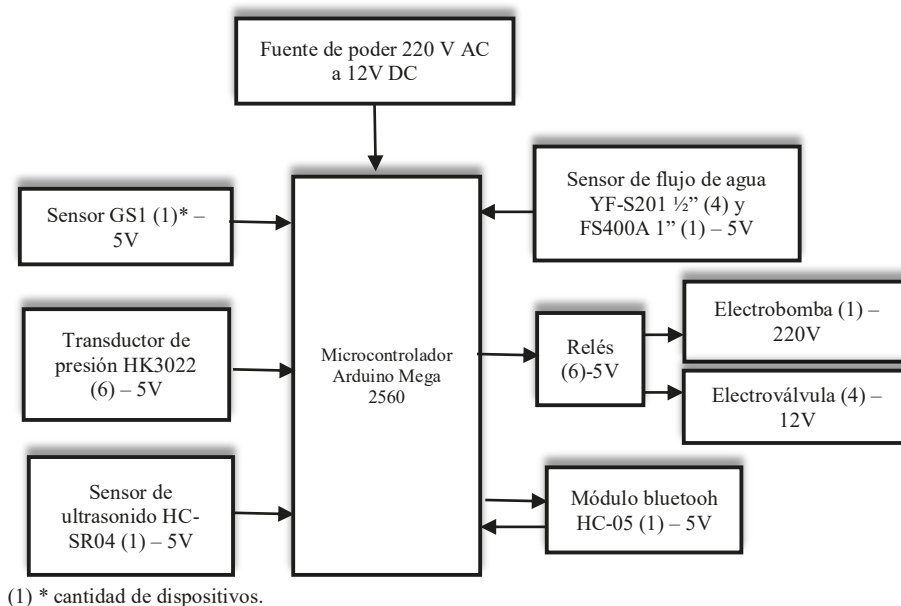 Fuente de poder 220 V AC
a 12V DC
Sensor GS1 (1)* –
5V
Sensor de flujo de agua
YF-S201 ½” (4) y
FS400A 1” (1) – 5V
Transductor de
presión HK3022
(6) – 5V
Microcontrolador
Arduino Mega
2560
Relés
(6)-5V
Electrobomba (1) –
220V
Electroválvula (4) –
12V
Sensor de
ultrasonido HC-
SR04 (1) – 5V
Módulo bluetooh
HC-05 (1) – 5V
(1) * cantidad de dispositivos.